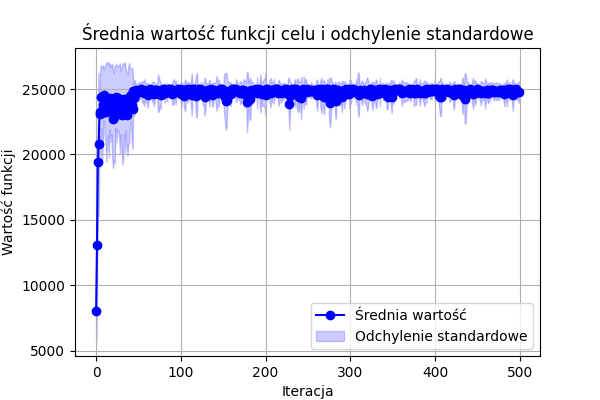 Średnia wartość funkcji celu i odchylenie standardowe
Wartość funkcji
25000
20000
15000
10000
5000
0 100 200 300 400 500
Iteracja
Średnia wartość
Odchylenie standardowe